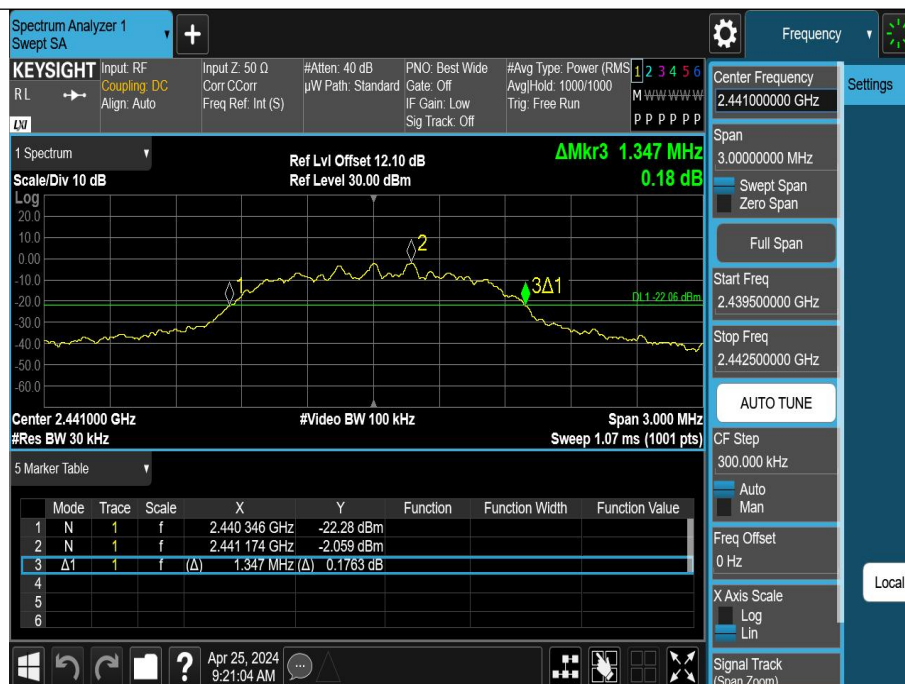 Spectrum Analyzer 1
Swept SA
Frequency
KEYSIGHT
RL
LXI
Input: RF
Coupling: DC
Align: Auto
Input Z: 50 Ω
Corr CCorr
Freq Ref: Int (S)
#Atten: 40 dB
µW Path: Standard
PNO: Best Wide
Gate: Off
IF Gain: Low
Sig Track: Off
#Avg Type: Power (RMS
Avg|Hold: 1000/1000
Trig: Free Run
1 2 3 4 5 6
M W W W W W
P P P P P P
1 Spectrum
Scale/Div 10 dB
Ref Lvl Offset 12.10 dB
Ref Level 30.00 dBm
ΔMkr3 1.347 MHz
0.18 dB
Log
20.0
10.0
0.00
-10.0
-20.0
-30.0
-40.0
-50.0
-60.0
1
2
3Δ1
DL1 -22.06 dBm
Center 2.441000 GHz
#Res BW 30 kHz
#Video BW 100 kHz
Span 3.000 MHz
Sweep 1.07 ms (1001 pts)
5 Marker Table
Mode Trace Scale X Y Function Function Width Function Value
1 N 1 f 2.440 346 GHz -22.28 dBm
2 N 1 f 2.441 174 GHz -2.059 dBm
3 Δ1 1 f (Δ) 1.347 MHz (Δ) 0.1763 dB
4
5
6
?
Apr 25, 2024
9:21:04 AM
Center Frequency
2.441000000 GHz
Span
3.00000000 MHz
Swept Span
Zero Span
Full Span
Start Freq
2.439500000 GHz
Stop Freq
2.442500000 GHz
AUTO TUNE
CF Step
300.000 kHz
Auto
Man
Freq Offset
0 Hz
X Axis Scale
Log
Lin
Signal Track
(Span Zoom)
Settings
Local